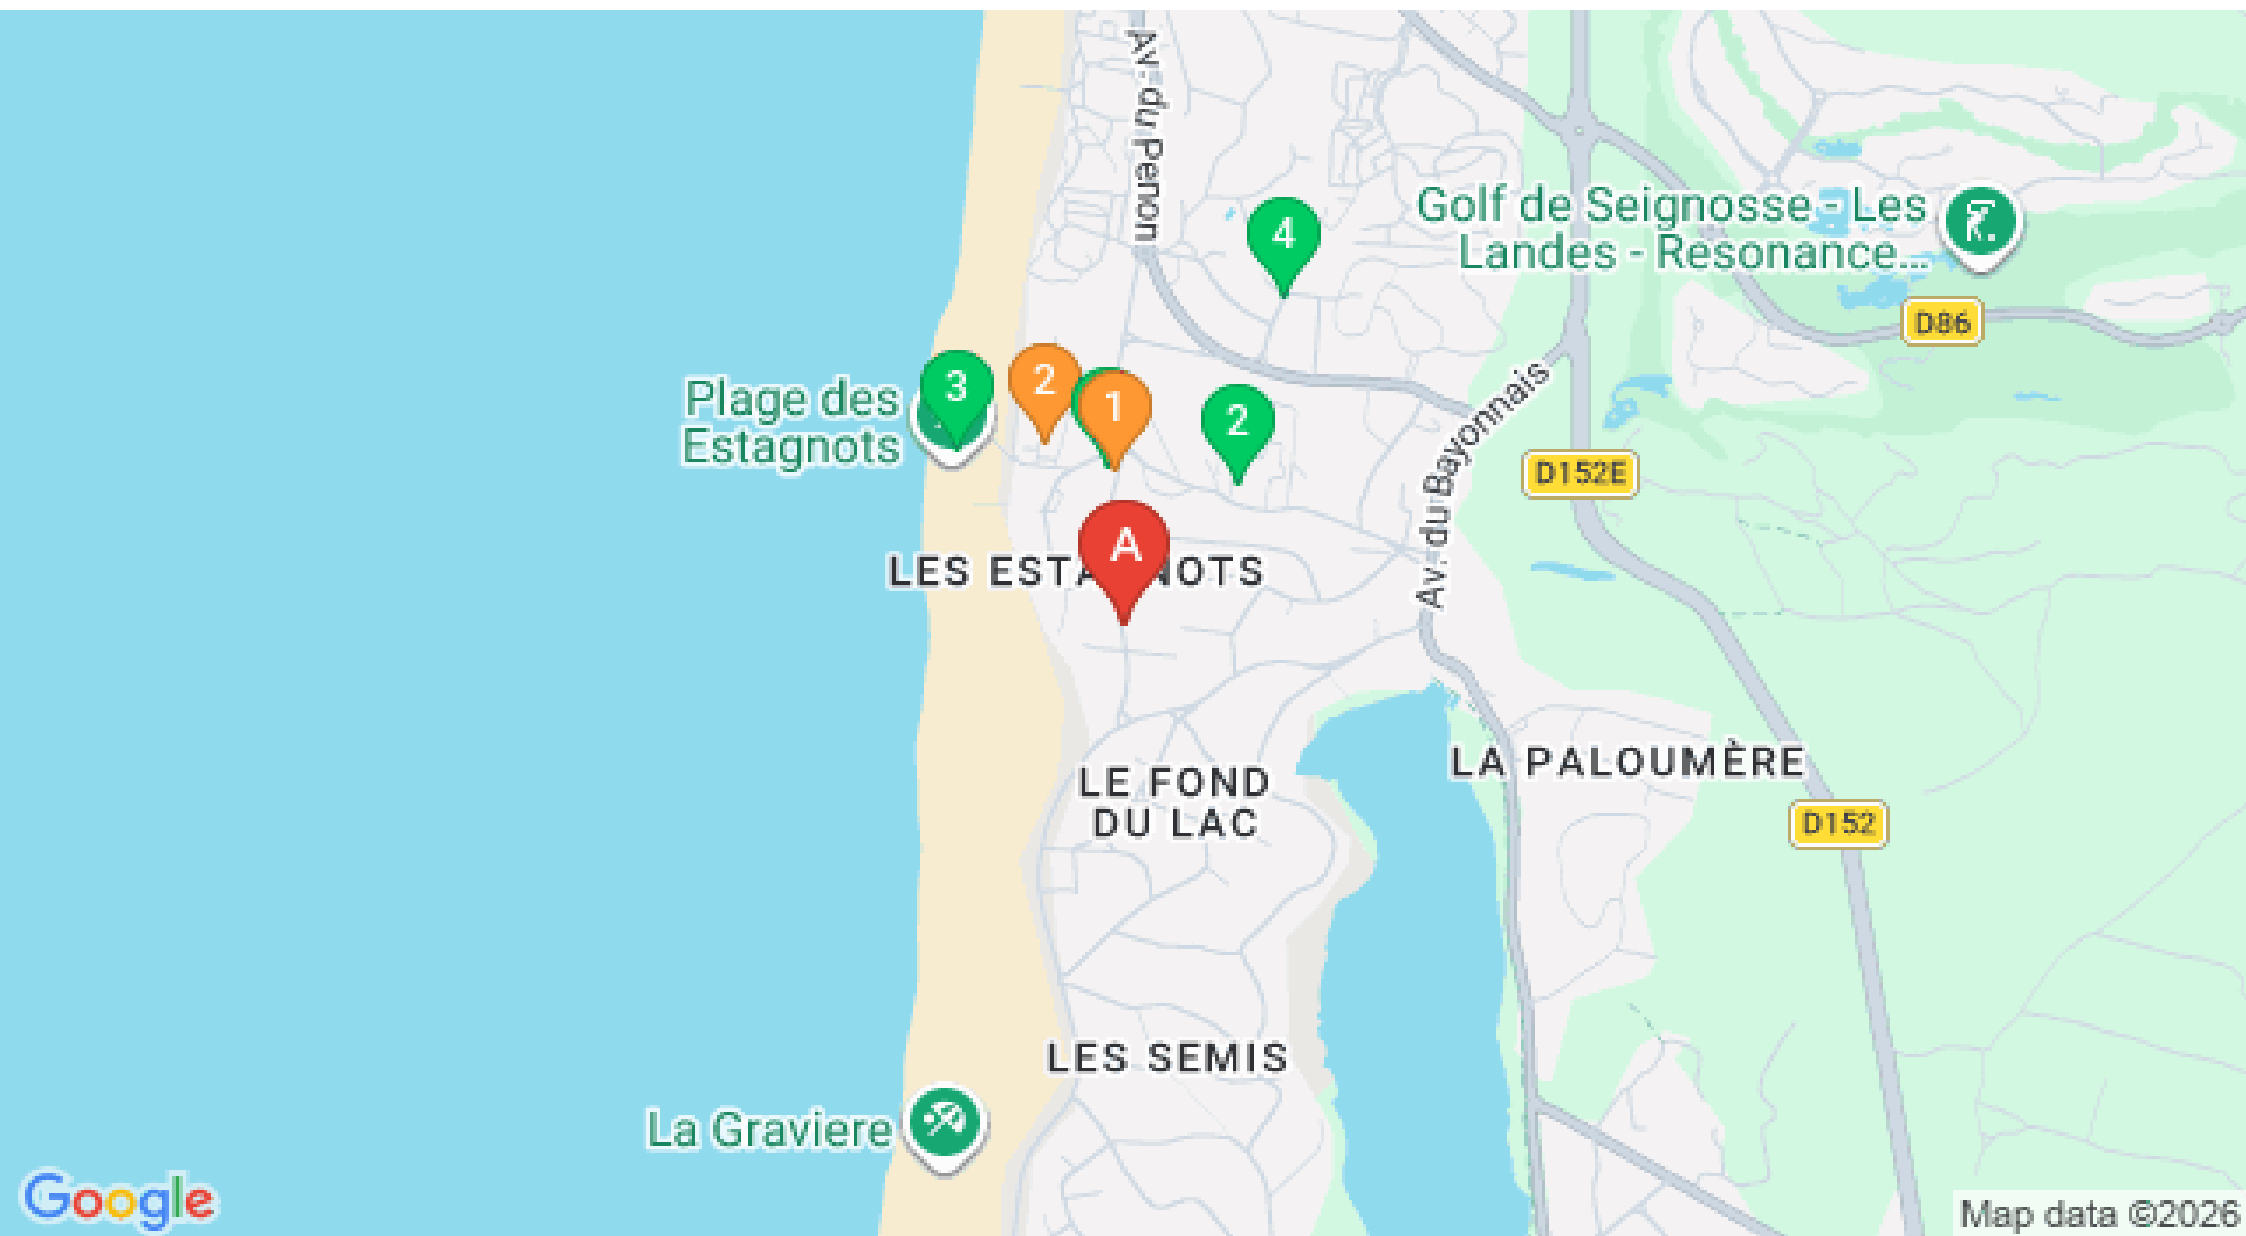 Av. du Penon
4
Golf de Seignosse - Les
Landes - Resonance...
D86
Plage des
Estagnots
3
2
1
2
Av. du Bayonnais
D152E
A
LES ESTAGNOTS
LA PALOUMÈRE
LE FOND
DU LAC
D152
LES SEMIS
La Graviere
Google
Map data ©2026